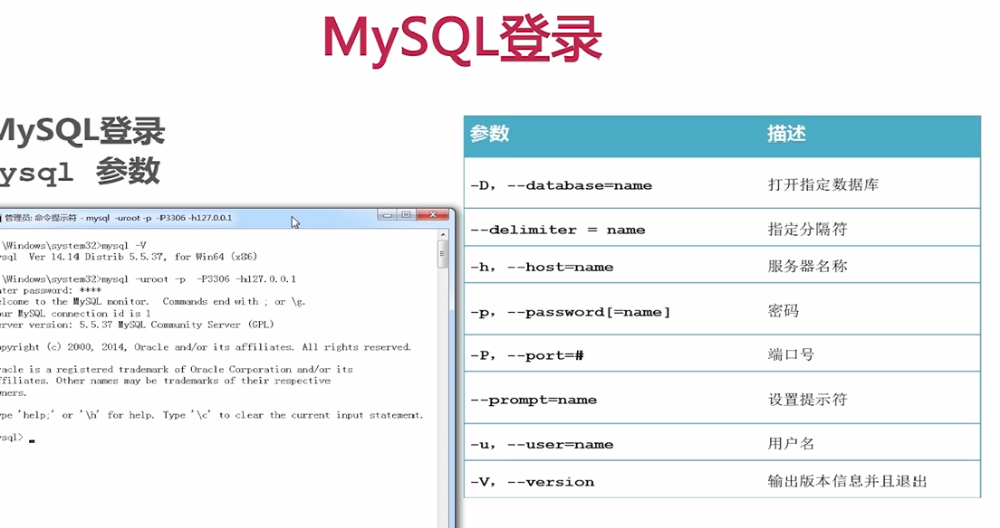 MySQL登录
MySQL登录
ysql 参数
参数 描述
-D, --database=name 打开指定数据库
--delimiter = name 指定分隔符
-h, --host=name 服务器名称
-p, --password[=name] 密码
-P, --port=# 端口号
--prompt=name 设置提示符
-u, --user=name 用户名
-V, --version 输出版本信息并且退出
管理员: 命令提示符 - mysql -uroot -p -P3306 -h127.0.0.1
\Windows\system32>mysql -V
ysql Ver 14.14 Distrib 5.5.37, for Win64 (x86)
\Windows\system32>mysql -uroot -p -P3306 -h127.0.0.1
nter password: ****
elcome to the MySQL monitor. Commands end with ; or \g.
our MySQL connection id is 1
erver version: 5.5.37 MySQL Community Server (GPL)
opyright (c) 2000, 2014, Oracle and/or its affiliates. All rights reserved.
racle is a registered trademark of Oracle Corporation and/or its
ffiliates. Other names may be trademarks of their respective
wners.
ype 'help;' or '\h' for help. Type '\c' to clear the current input statement.
ysql>